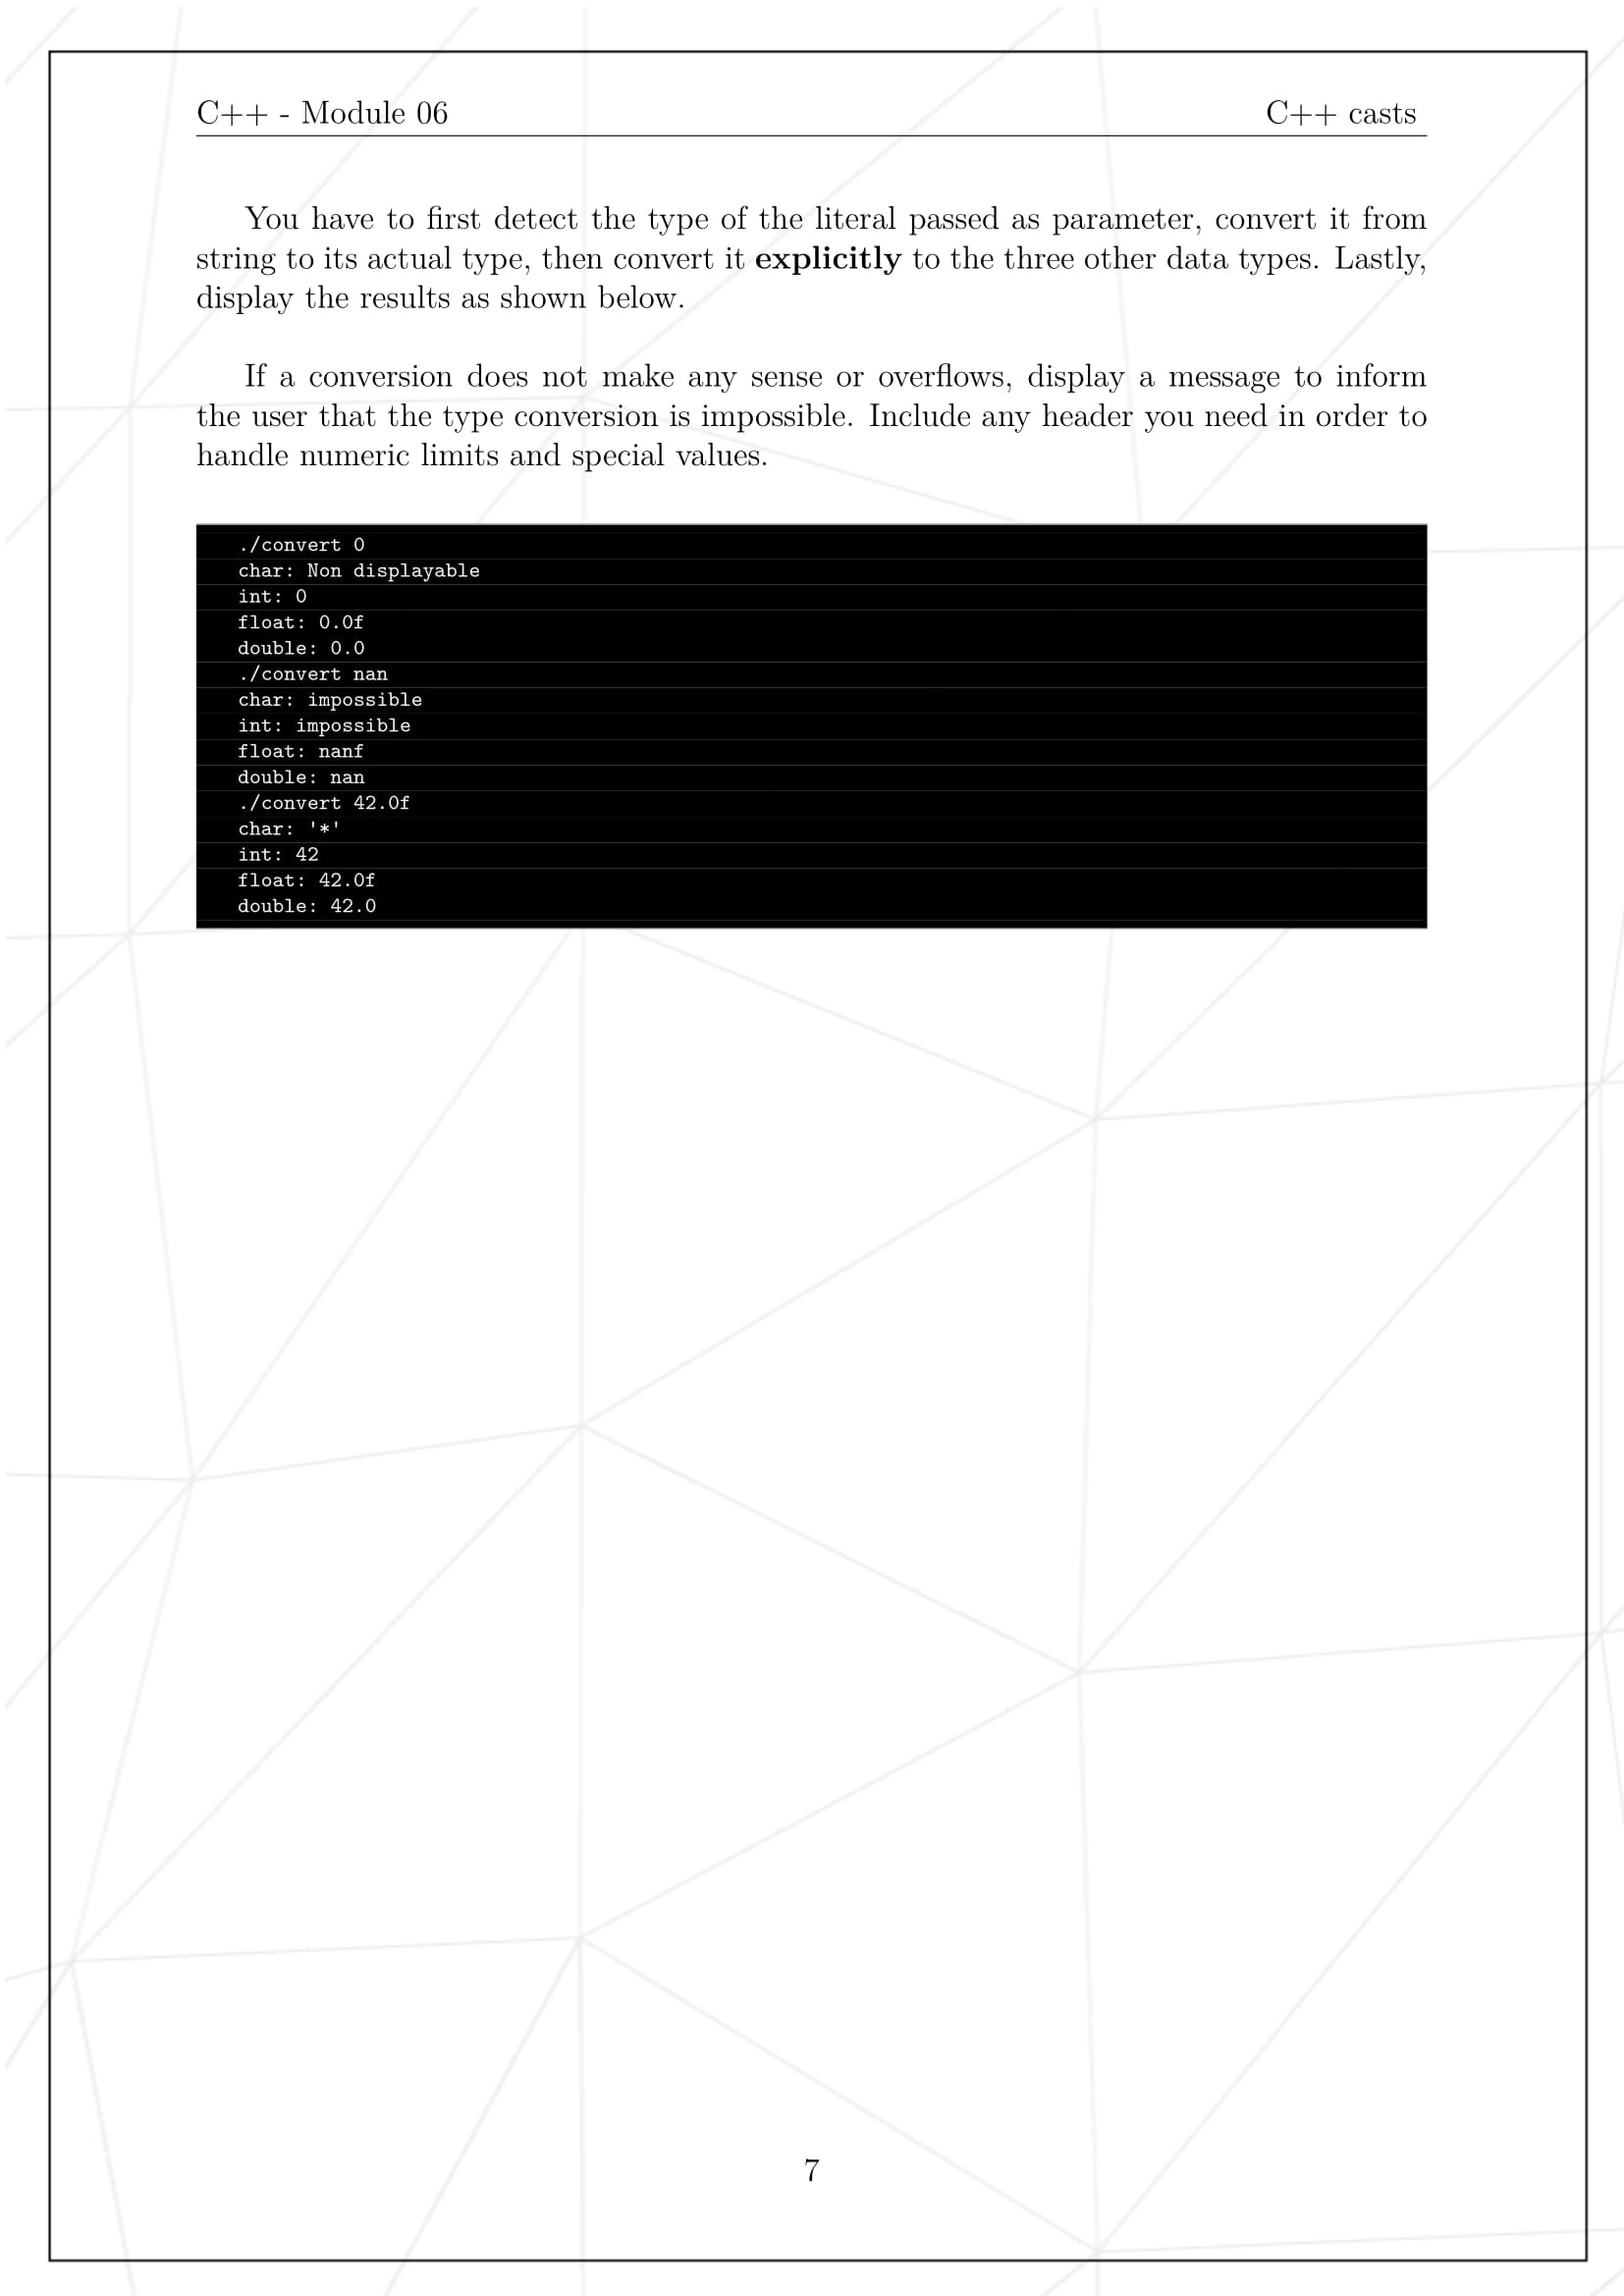 C++ - Module 06
C++ casts
You have to first detect the type of the literal passed as parameter, convert it from
string to its actual type, then convert it explicitly to the three other data types. Lastly,
display the results as shown below.
If a conversion does not make any sense or overflows, display a message to inform
the user that the type conversion is impossible. Include any header you need in order to
handle numeric limits and special values.
./convert 0
char: Non displayable
int: 0
float: 0.0f
double: 0.0
./convert nan
char: impossible
int: impossible
float: nanf
double: nan
./convert 42.0f
char: '*'
int: 42
float: 42.0f
double: 42.0
7